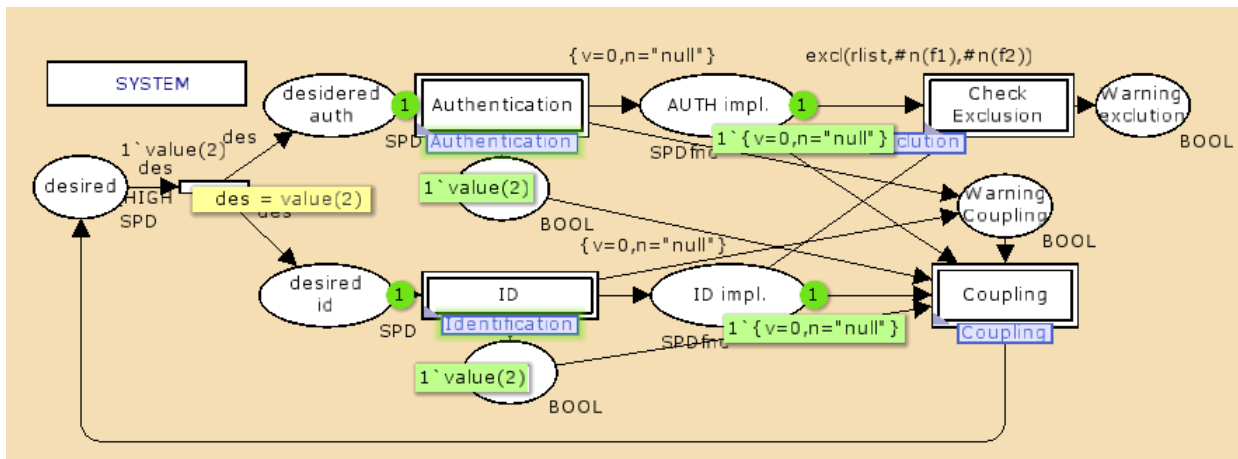 {v=0,n="null"}
excl(rlist,#n(f1),#n(f2))
SYSTEM
desidered
auth
1
Authentication
AUTH impl.
1
Check
Exclusion
Warning
exclution
SPD
Authentication
1`{v=0,n="null"}
clution
BOOL
SPDfnc
1`value(2)
des
des
desired
HIGH
SPD
des = value(2)
des
1`value(2)
BOOL
Warning
Coupling
BOOL
{v=0,n="null"}
desired
id
1
ID
ID impl.
1
Coupling
SPD
Identification
1`{v=0,n="null"}
Coupling
SPDfnc
1`value(2)
BOOL